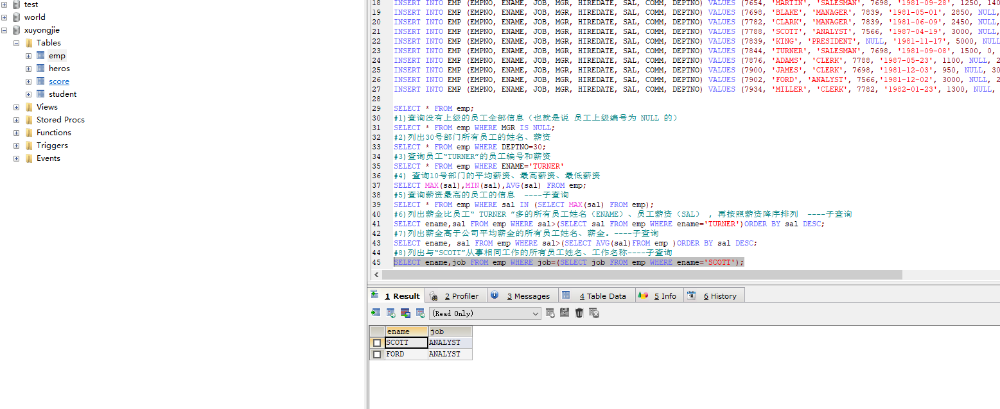 test
world
xuyongjie
Tables
emp
heros
score
student
Views
Stored Procs
Functions
Triggers
Events
18 INSERT INTO EMP (EMPNO, ENAME, JOB, MGR, HIREDATE, SAL, COMM, DEPTNO) VALUES (7654, 'MARTIN', 'SALESMAN', 7698, '1981-09-28', 1250, 140
19 INSERT INTO EMP (EMPNO, ENAME, JOB, MGR, HIREDATE, SAL, COMM, DEPTNO) VALUES (7698, 'BLAKE', 'MANAGER', 7839, '1981-05-01', 2850, NULL,
20 INSERT INTO EMP (EMPNO, ENAME, JOB, MGR, HIREDATE, SAL, COMM, DEPTNO) VALUES (7782, 'CLARK', 'MANAGER', 7839, '1981-06-09', 2450, NULL,
21 INSERT INTO EMP (EMPNO, ENAME, JOB, MGR, HIREDATE, SAL, COMM, DEPTNO) VALUES (7788, 'SCOTT', 'ANALYST', 7566, '1987-04-19', 3000, NULL,
22 INSERT INTO EMP (EMPNO, ENAME, JOB, MGR, HIREDATE, SAL, COMM, DEPTNO) VALUES (7839, 'KING', 'PRESIDENT', NULL, '1981-11-17', 5000, NULL
23 INSERT INTO EMP (EMPNO, ENAME, JOB, MGR, HIREDATE, SAL, COMM, DEPTNO) VALUES (7844, 'TURNER', 'SALESMAN', 7698, '1981-09-08', 1500, 0,
24 INSERT INTO EMP (EMPNO, ENAME, JOB, MGR, HIREDATE, SAL, COMM, DEPTNO) VALUES (7876, 'ADAMS', 'CLERK', 7788, '1987-05-23', 1100, NULL, 2
25 INSERT INTO EMP (EMPNO, ENAME, JOB, MGR, HIREDATE, SAL, COMM, DEPTNO) VALUES (7900, 'JAMES', 'CLERK', 7698, '1981-12-03', 950, NULL, 30
26 INSERT INTO EMP (EMPNO, ENAME, JOB, MGR, HIREDATE, SAL, COMM, DEPTNO) VALUES (7902, 'FORD', 'ANALYST', 7566,'1981-12-02', 3000, NULL, 2
27 INSERT INTO EMP (EMPNO, ENAME, JOB, MGR, HIREDATE, SAL, COMM, DEPTNO) VALUES (7934, 'MILLER', 'CLERK', 7782, '1982-01-23', 1300, NULL,
28
29 SELECT * FROM emp;
30 #1)查询没有上级的员工全部信息（也就是说 员工上级编号为 NULL 的）
31 SELECT * FROM emp WHERE MGR IS NULL;
32 #2)列出30号部门所有员工的姓名、薪资
33 SELECT * FROM emp WHERE DEPTNO=30;
34 #3)查询员工“TURNER”的员工编号和薪资
35 SELECT * FROM emp WHERE ENAME='TURNER'
36 #4) 查询10号部门的平均薪资、最高薪资、最低薪资
37 SELECT MAX(sal),MIN(sal),AVG(sal) FROM emp;
38 #5)查询薪资最高的员工的信息 ----子查询
39 SELECT * FROM emp WHERE sal IN (SELECT MAX(sal) FROM emp);
40 #6)列出薪金比员工“ TURNER ”多的所有员工姓名（ENAME）、员工薪资（SAL） , 再按照薪资降序排列 ----子查询
41 SELECT ename,sal FROM emp WHERE sal>(SELECT sal FROM emp WHERE ename='TURNER')ORDER BY sal DESC;
42 #7)列出薪金高于公司平均薪金的所有员工姓名、薪金。----子查询
43 SELECT ename, sal FROM emp WHERE sal>(SELECT AVG(sal)FROM emp )ORDER BY sal DESC;
44 #8)列出与“SCOTT”从事相同工作的所有员工姓名、工作名称----子查询
45 SELECT ename,job FROM emp WHERE job=(SELECT job FROM emp WHERE ename='SCOTT');
1 Result 2 Profiler 3 Messages 4 Table Data 5 Info 6 History
(Read Only)
ename job
SCOTT ANALYST
FORD ANALYST